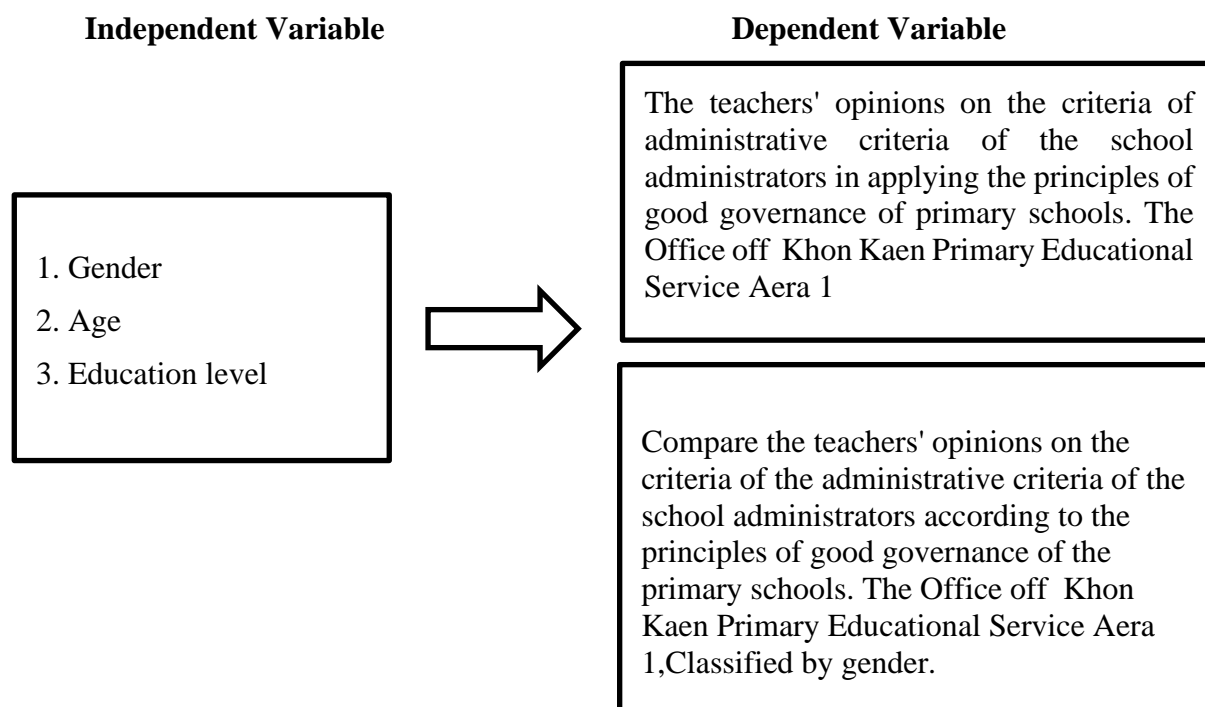 Independent Variable
Dependent Variable
1. Gender
2. Age
3. Education level
The teachers' opinions on the criteria of
administrative criteria of the school
administrators in applying the principles of
good governance of primary schools. The
Office off Khon Kaen Primary Educational
Service Aera 1
Compare the teachers' opinions on the
criteria of the administrative criteria of the
school administrators according to the
principles of good governance of the
primary schools. The Office off Khon
Kaen Primary Educational Service Aera
1,Classified by gender.